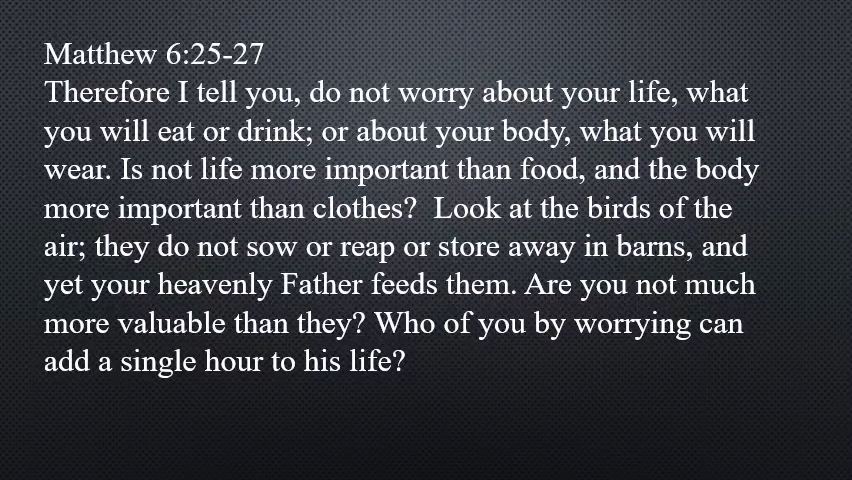 Matthew 6:25-27
Therefore I tell you, do not worry about your life, what
you will eat or drink; or about your body, what you will
wear. Is not life more important than food, and the body
more important than clothes?  Look at the birds of the
air; they do not sow or reap or store away in barns, and
yet your heavenly Father feeds them. Are you not much
more valuable than they? Who of you by worrying can
add a single hour to his life?